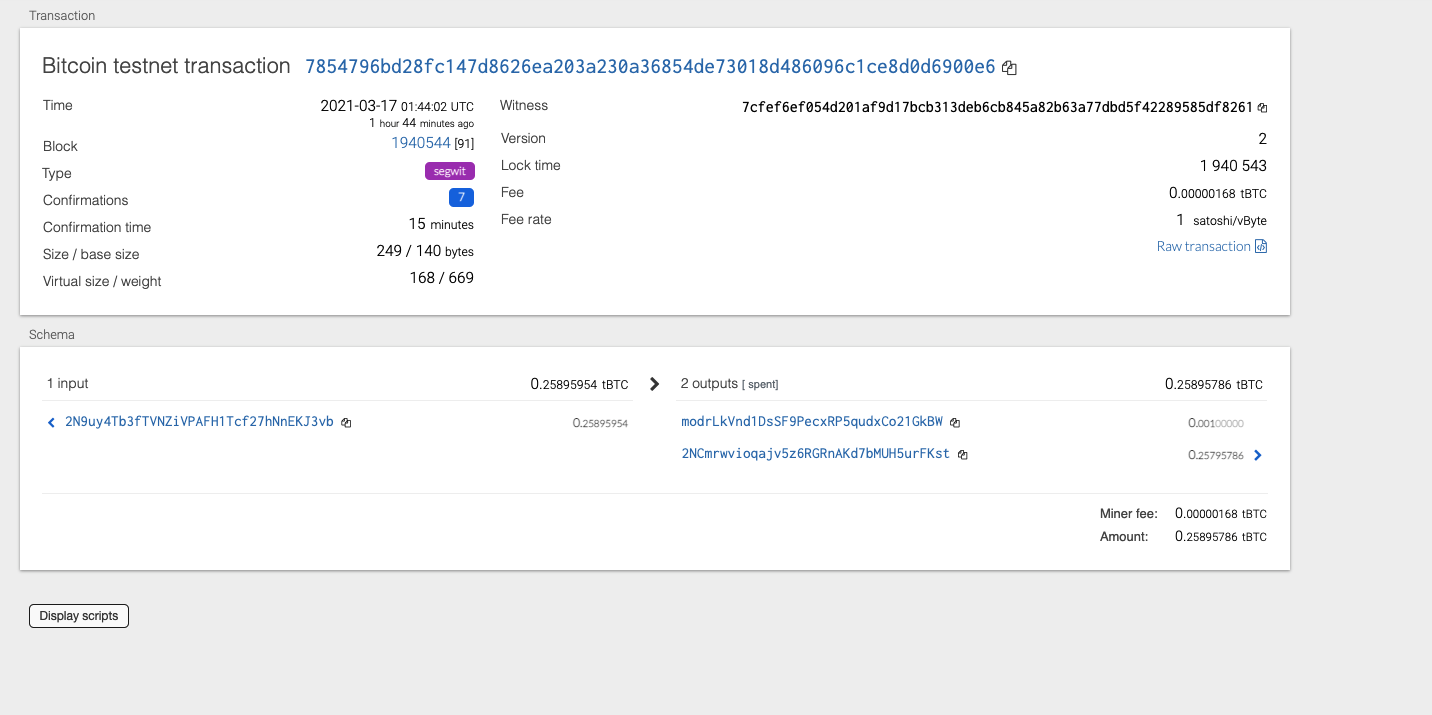 Transaction
Bitcoin testnet transaction 7854796bd28fc147d8626ea203a230a36854de73018d486096c1ce8d0d6900e6
Time 2021-03-17 01:44:02 UTC
1 hour 44 minutes ago
Block 1940544 [91]
Type segwit
Confirmations 7
Confirmation time 15 minutes
Size / base size 249 / 140 bytes
Virtual size / weight 168 / 669
Witness 7cfef6ef054d201af9d17bcb313deb6cb845a82b63a77dbd5f42289585df8261
Version 2
Lock time 1 940 543
Fee 0.00000168 tBTC
Fee rate 1 satoshi/vByte
Raw transaction
Schema
1 input 0.25895954 tBTC
2N9uy4Tb3fTVNZiVPAFH1Tcf27hNnEKJ3vb 0.25895954
2 outputs [ spent] 0.25895786 tBTC
modrLkVnd1DsSF9PecxRP5qudxCo21GkBW 0.00100000
2NCmrwvioqajv5z6RGRnAKd7bMUH5urFKst 0.25795786
Miner fee: 0.00000168 tBTC
Amount: 0.25895786 tBTC
Display scripts